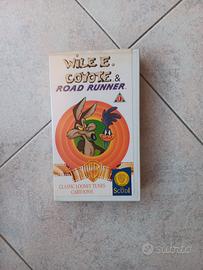 WILE E.
COYOTE &
ROAD RUNNER
CLASSIC LOONEY TUNES
CARTOONS
subito